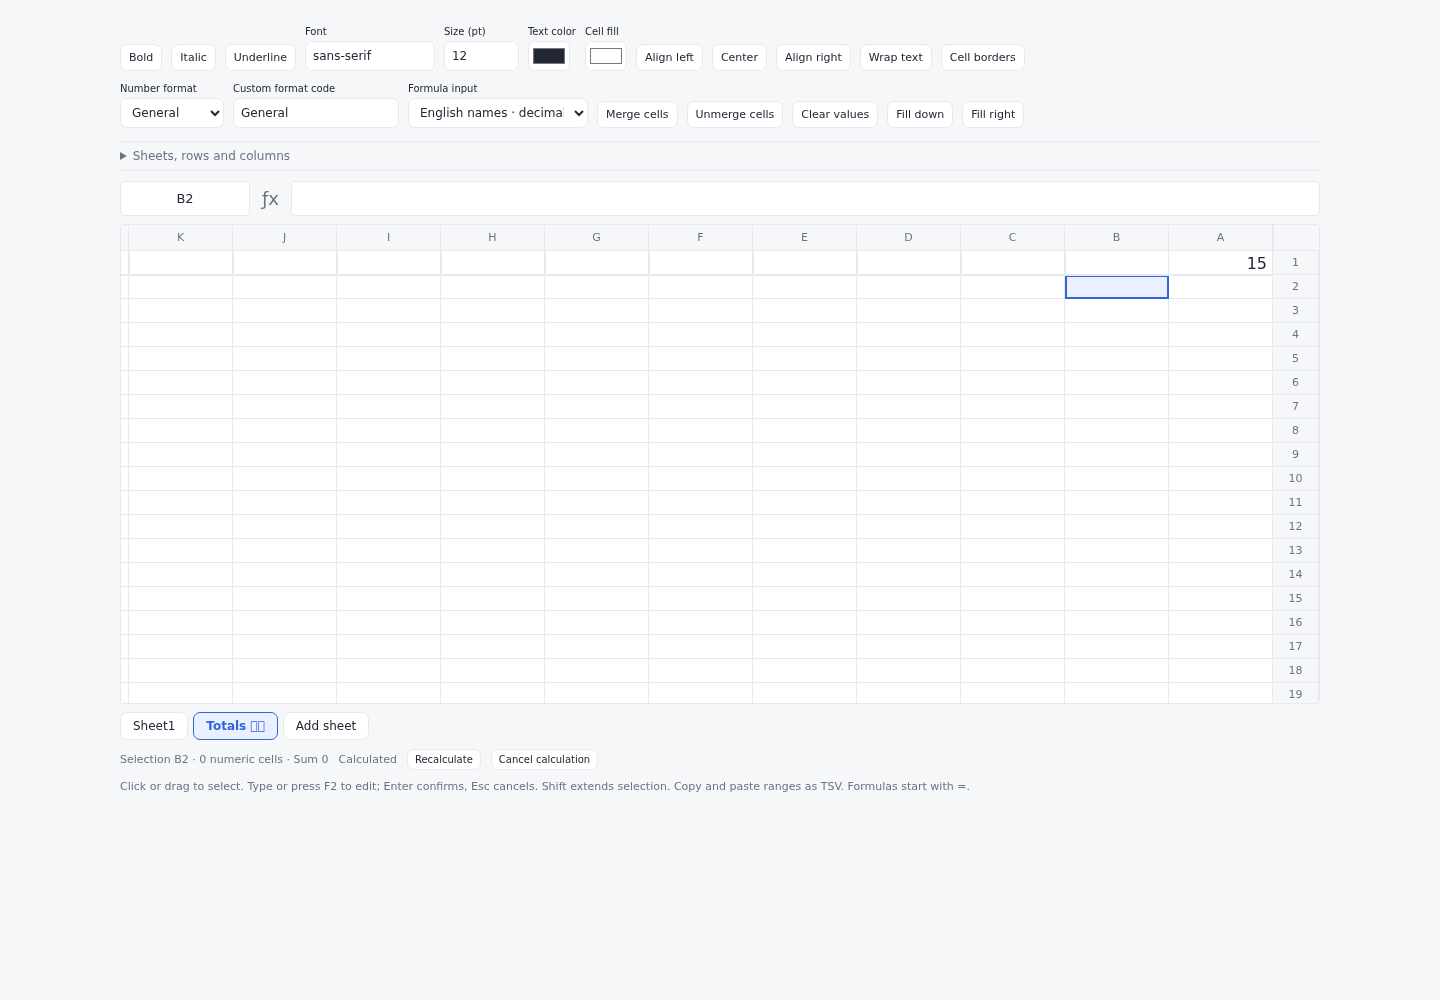 Font Size (pt) Text color Cell fill
Bold Italic Underline sans-serif 12 Align left Center Align right Wrap text Cell borders
Number format Custom format code Formula input
General General English names · decimal Merge cells Unmerge cells Clear values Fill down Fill right
Sheets, rows and columns
B2 ƒx
K J I H G F E D C B A
15 1
2
3
4
5
6
7
8
9
10
11
12
13
14
15
16
17
18
19
Sheet1 Totals Add sheet
Selection B2 · 0 numeric cells · Sum 0 Calculated Recalculate Cancel calculation
Click or drag to select. Type or press F2 to edit; Enter confirms, Esc cancels. Shift extends selection. Copy and paste ranges as TSV. Formulas start with =.